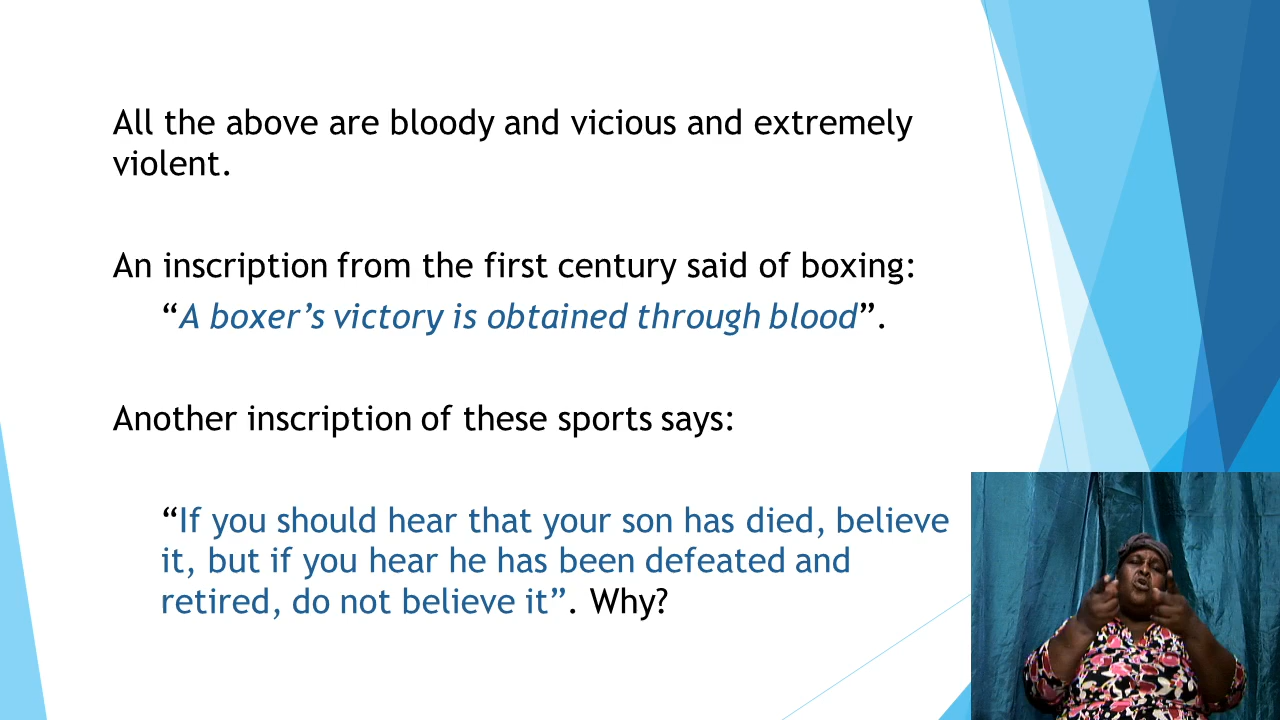 All the above are bloody and vicious and extremely
violent.
An inscription from the first century said of boxing:
“A boxer’s victory is obtained through blood”.
Another inscription of these sports says:
“If you should hear that your son has died, believe
it, but if you hear he has been defeated and
retired, do not believe it”. Why?